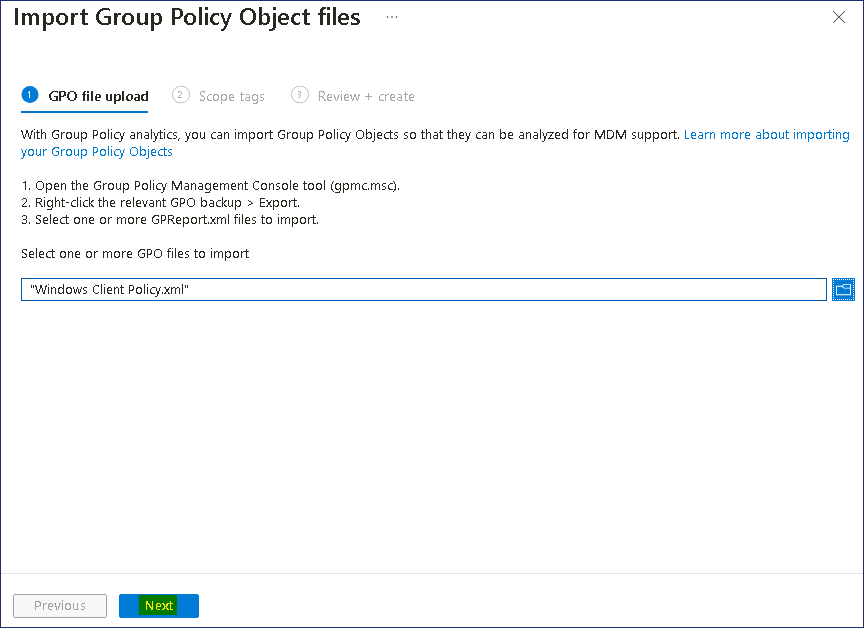 Import Group Policy Object files ...
1 GPO file upload 2 Scope tags 3 Review + create
With Group Policy analytics, you can import Group Policy Objects so that they can be analyzed for MDM support. Learn more about importing
your Group Policy Objects
1. Open the Group Policy Management Console tool (gpmc.msc).
2. Right-click the relevant GPO backup > Export.
3. Select one or more GPReport.xml files to import.
Select one or more GPO files to import
"Windows Client Policy.xml"
Previous Next